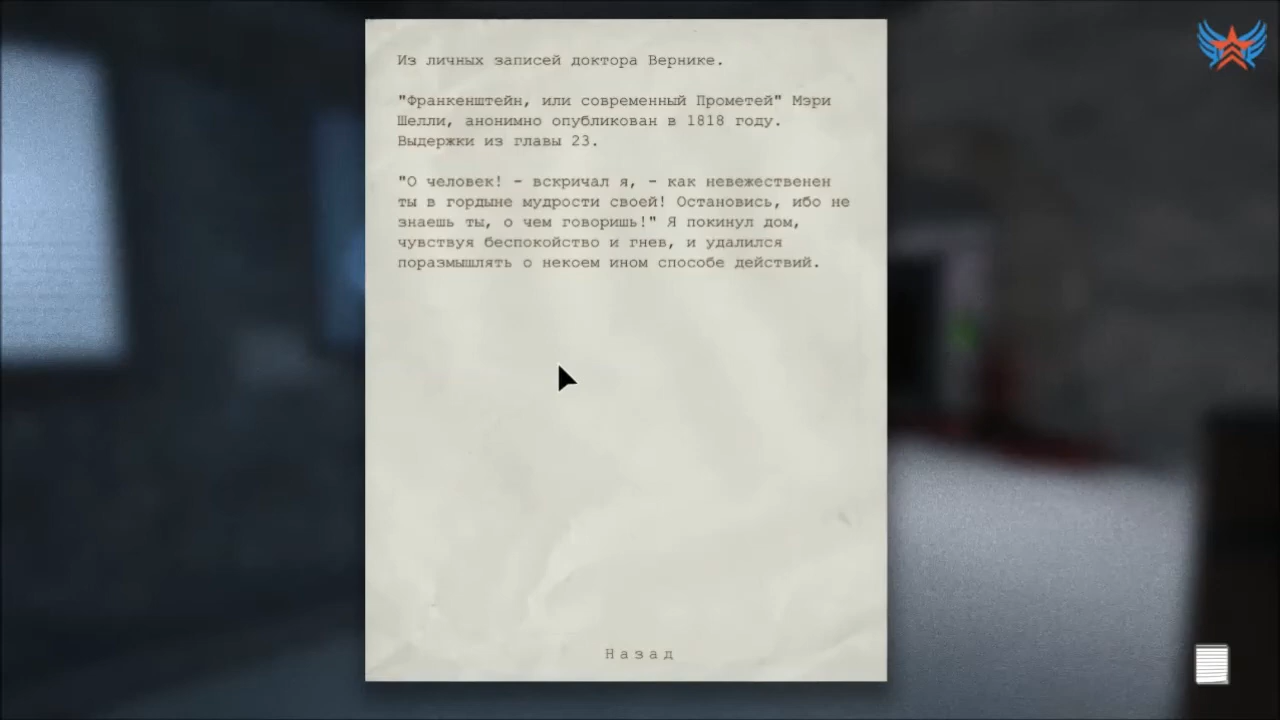 Из личных записей доктора Вернике.
"Франкенштейн, или современный Прометей" Мэри
Шелли, анонимно опубликован в 1818 году.
Выдержки из главы 23.
"О человек! - вскричал я, - как невежественен
ты в гордыне мудрости своей! Остановись, ибо не
знаешь ты, о чем говоришь!" Я покинул дом,
чувствуя беспокойство и гнев, и удалился
поразмышлять о некоем ином способе действий.
Назад